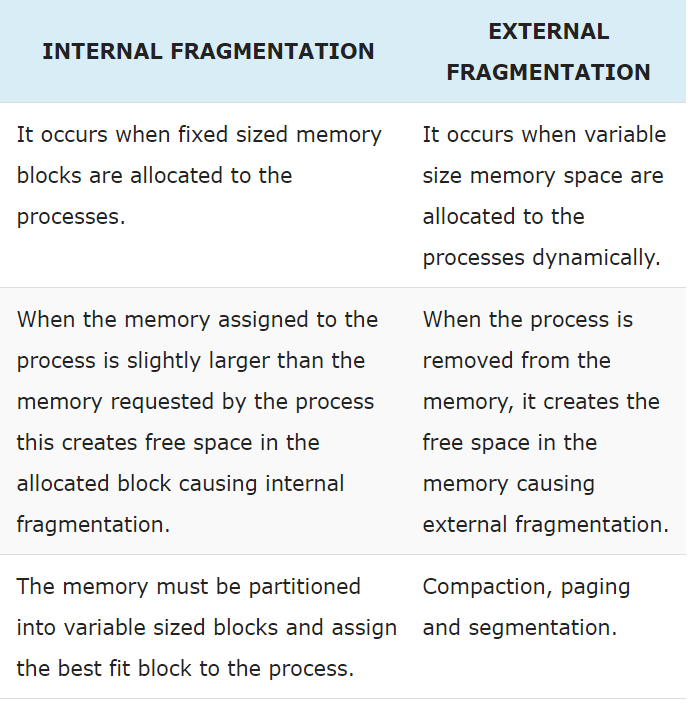 INTERNAL FRAGMENTATION
EXTERNAL
FRAGMENTATION
It occurs when fixed sized memory
blocks are allocated to the
processes.
It occurs when variable
size memory space are
allocated to the
processes dynamically.
When the memory assigned to the
process is slightly larger than the
memory requested by the process
this creates free space in the
allocated block causing internal
fragmentation.
When the process is
removed from the
memory, it creates the
free space in the
memory causing
external fragmentation.
The memory must be partitioned
into variable sized blocks and assign
the best fit block to the process.
Compaction, paging
and segmentation.